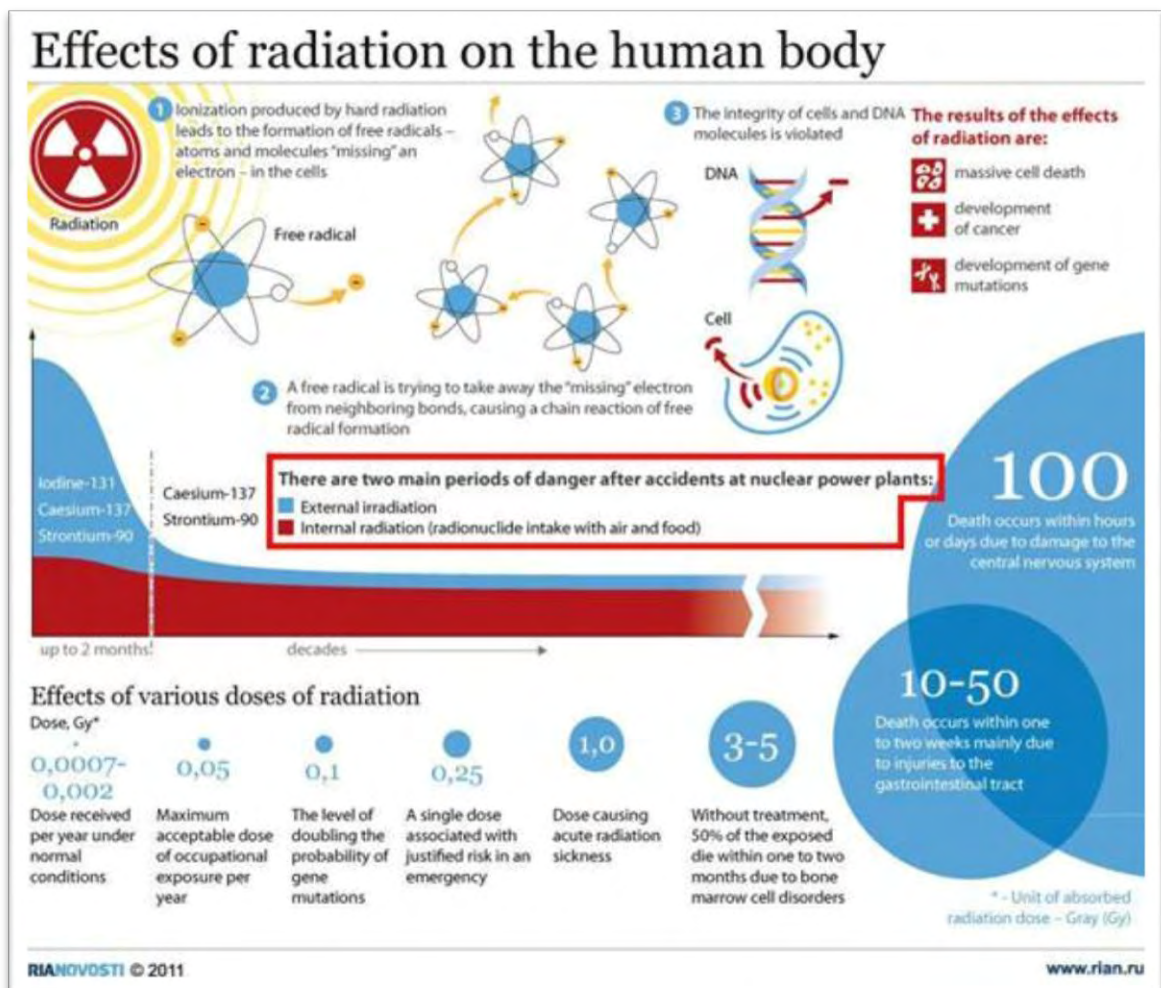 Effects of radiation on the human body
1 Ionization produced by hard radiation
leads to the formation of free radicals –
atoms and molecules "missing" an
electron – in the cells
Radiation
Free radical
3 The integrity of cells and DNA
molecules is violated
DNA
Cell
The results of the effects
of radiation are:
massive cell death
development
of cancer
development of gene
mutations
2 A free radical is trying to take away the "missing" electron
from neighboring bonds, causing a chain reaction of free
radical formation
Iodine-131
Caesium-137
Strontium-90
Caesium-137
Strontium-90
There are two main periods of danger after accidents at nuclear power plants:
External irradiation
Internal radiation (radionuclide intake with air and food)
up to 2 months
decades
100
Death occurs within hours
or days due to damage to the
central nervous system
10-50
Death occurs within one
to two weeks mainly due
to injuries to the
gastrointestinal tract
Effects of various doses of radiation
Dose, Gy*
0,0007-
0,002
Dose received
per year under
normal
conditions
0,05
Maximum
acceptable dose
of occupational
exposure per
year
0,1
The level of
doubling the
probability of
gene
mutations
0,25
A single dose
associated with
justified risk in an
emergency
1,0
Dose causing
acute radiation
sickness
3-5
Without treatment,
50% of the exposed
die within one to two
months due to bone
marrow cell disorders
* - Unit of absorbed
radiation dose – Gray (Gy)
RIANOVOSTI © 2011
www.rian.ru